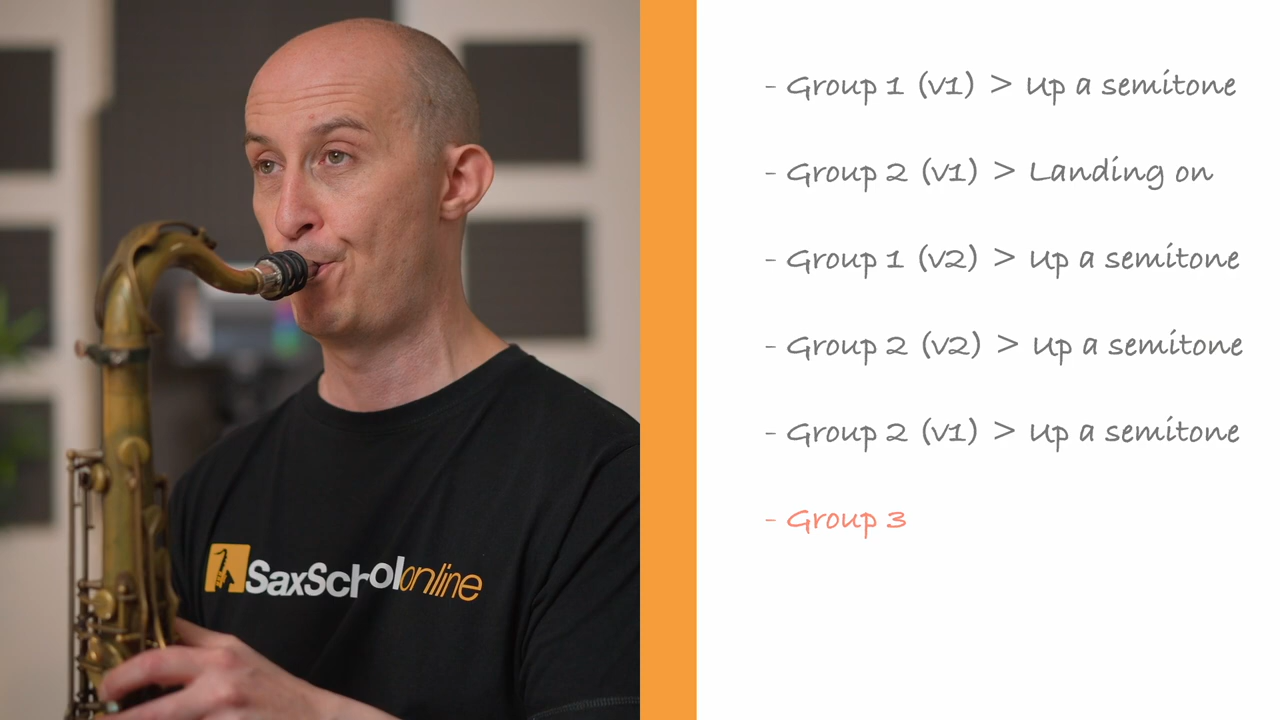 - Group 1 (v1) > Up a semitone
- Group 2 (v1) > Landing on
- Group 1 (v2) > Up a semitone
- Group 2 (v2) > Up a semitone
- Group 2 (v1) > Up a semitone
- Group 3
SaxScholonline